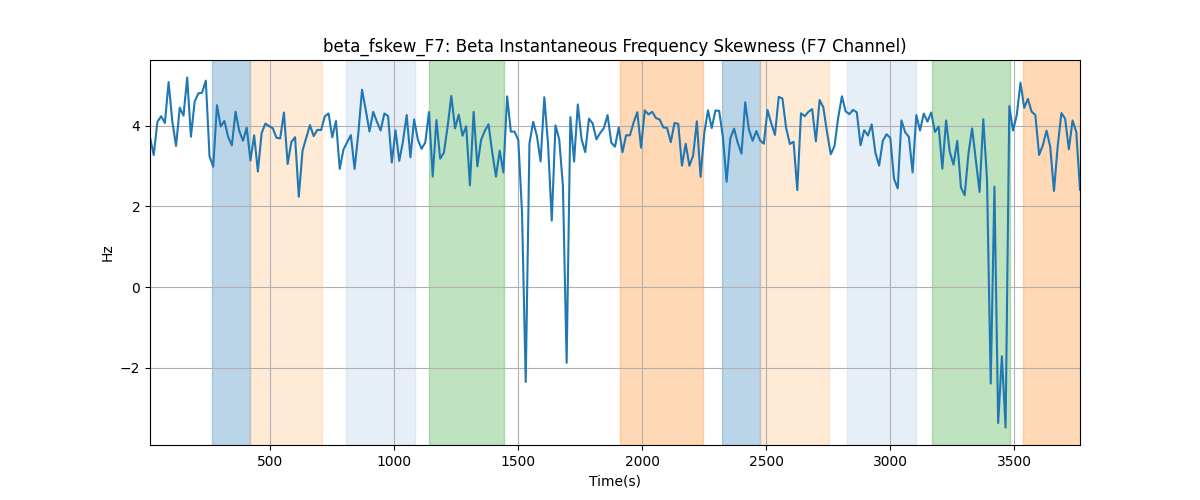 beta_fskew_F7: Beta Instantaneous Frequency Skewness (F7 Channel)
4
2
0
−2
Hz
500 1000 1500 2000 2500 3000 3500
Time(s)